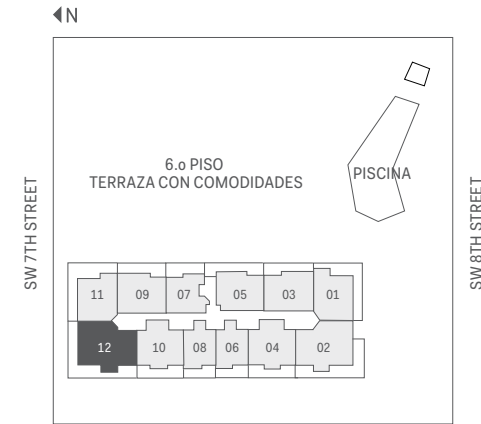 N
6.o PISO
TERRAZA CON COMODIDADES
PISCINA
SW 7TH STREET
SW 8TH STREET
11 09 07 05 03 01
12 10 08 06 04 02